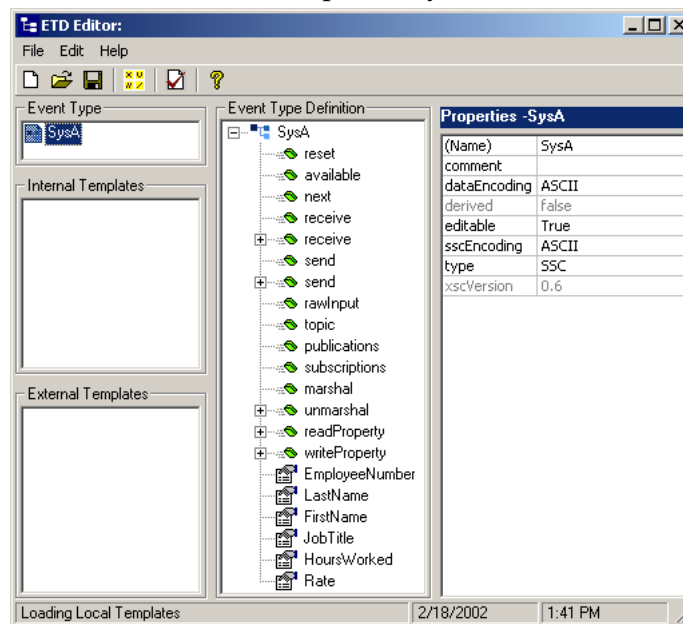 ETD Editor:
File Edit Help
Event Type
SysA
Internal Templates
External Templates
Event Type Definition
SysA
reset
available
next
receive
receive
send
send
rawInput
topic
publications
subscriptions
marshal
unmarshal
readProperty
writeProperty
EmployeeNumber
LastName
FirstName
JobTitle
HoursWorked
Rate
Properties -SysA
(Name) SysA
comment
dataEncoding ASCII
derived false
editable True
sscEncoding ASCII
type SSC
xscVersion 0.6
Loading Local Templates 2/18/2002 1:41 PM